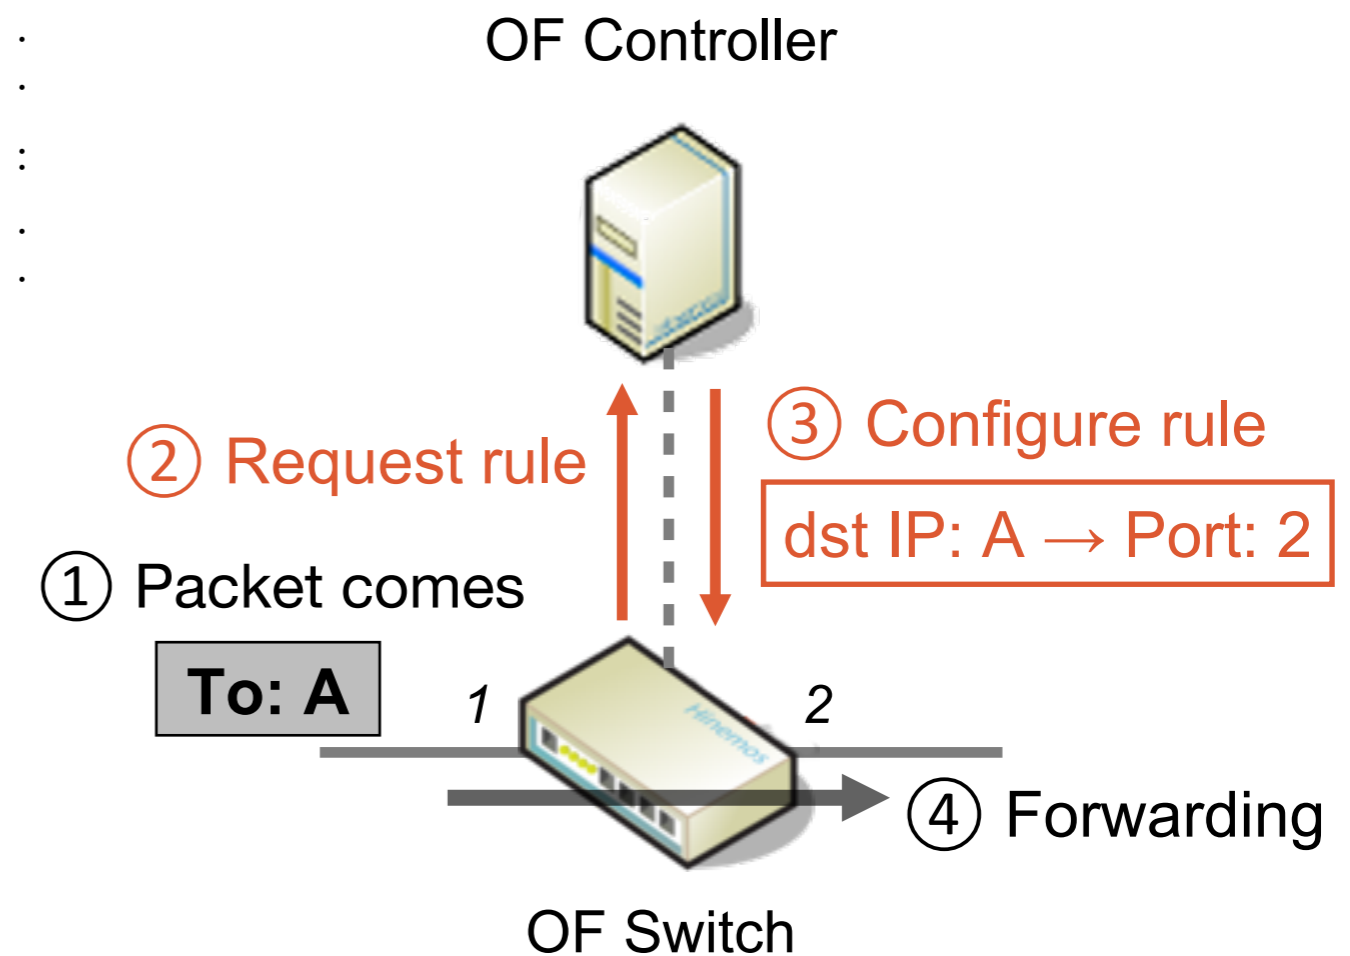 OF Controller
② Request rule
③ Configure rule
dst IP: A → Port: 2
① Packet comes
To: A
1
2
Hinemos
④ Forwarding
OF Switch